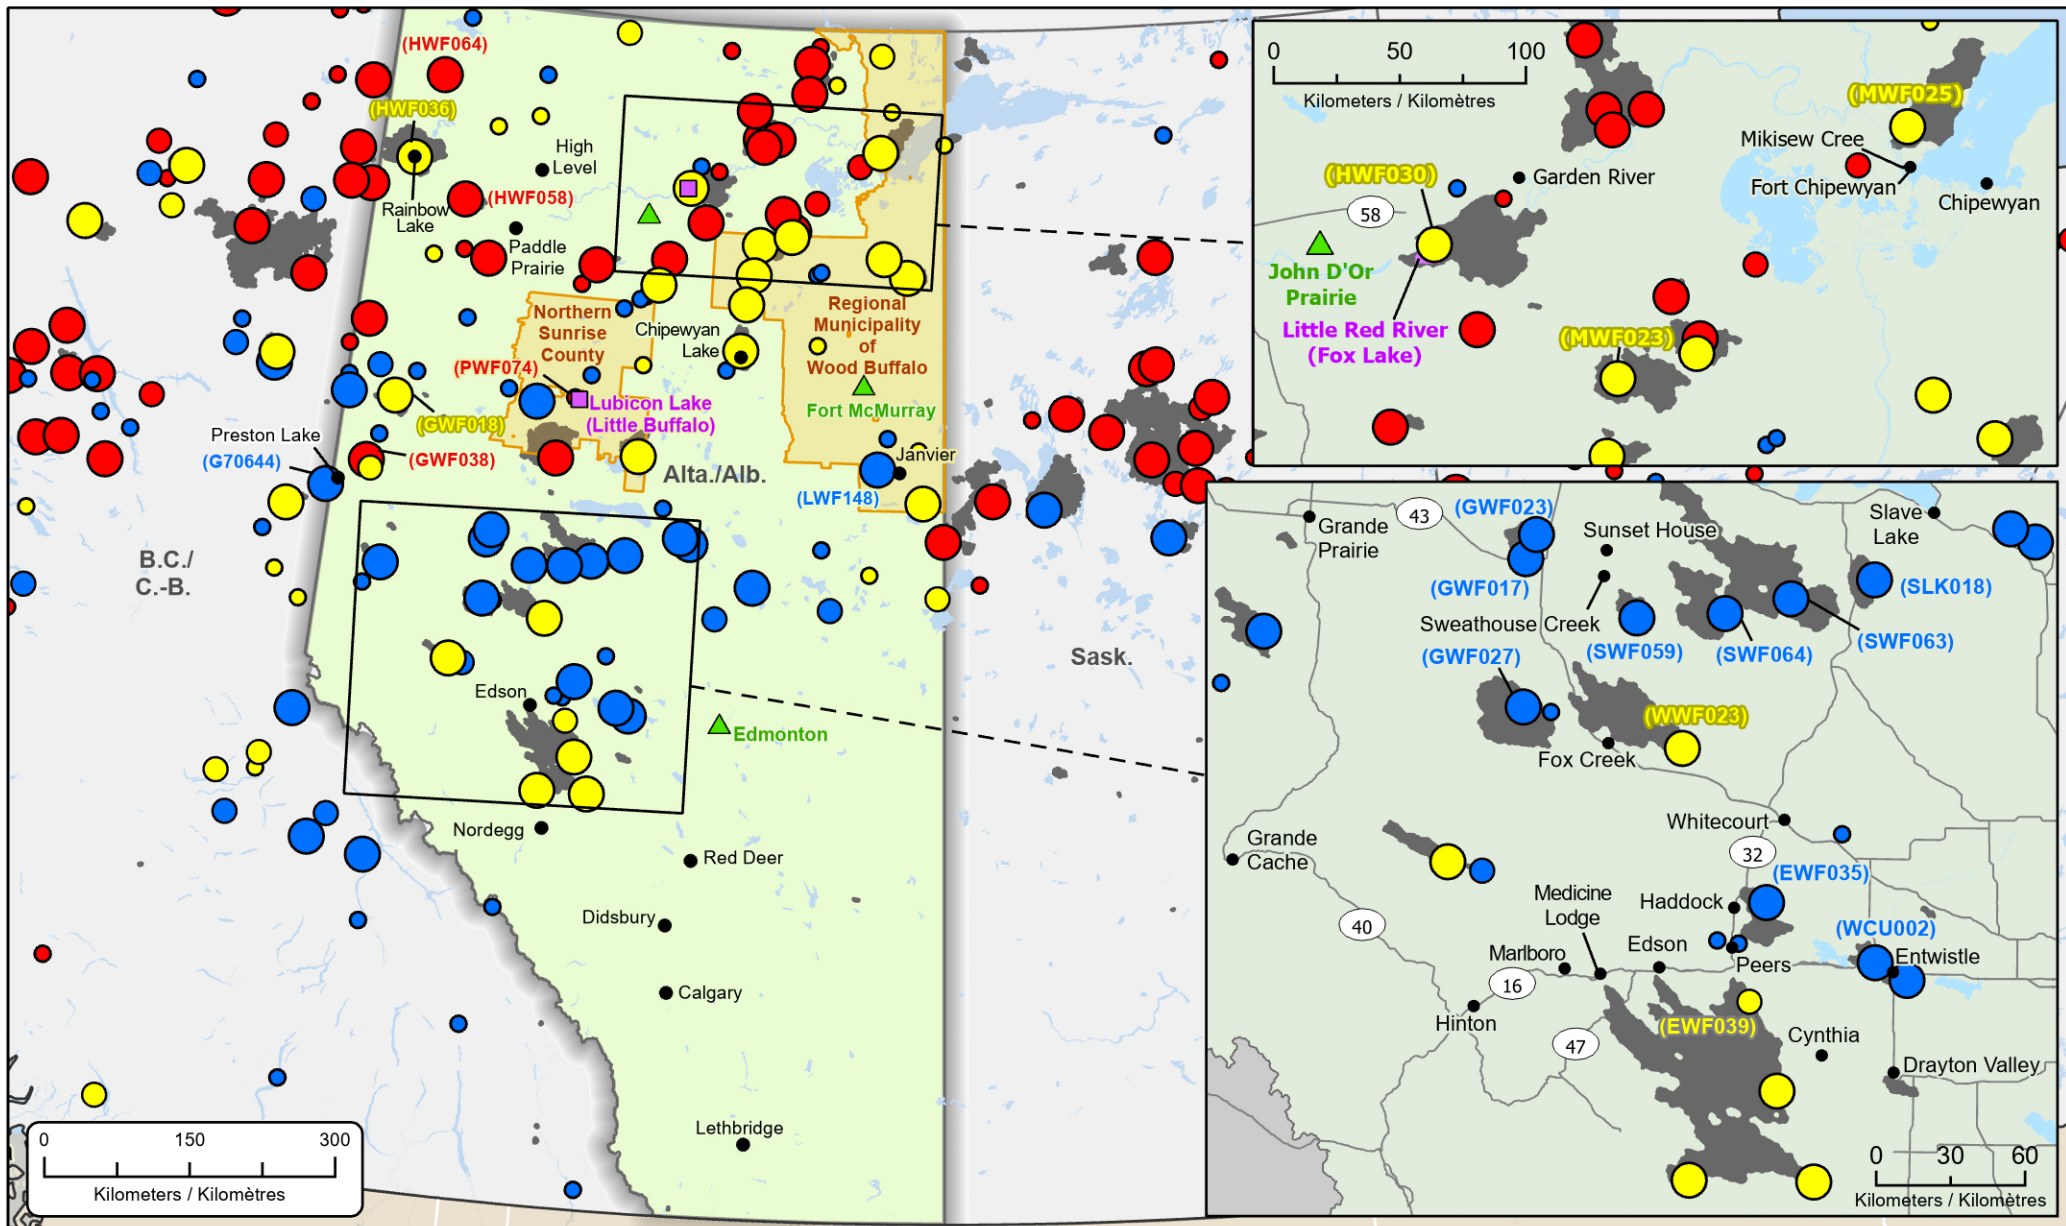 (HWF064)
(HWF036)
High
Level
Rainbow
Lake
(HWF058)
Paddle
Prairie
Northern
Sunrise
County
Chipewyan
Lake
Regional
Municipality
of
Wood Buffalo
(PWF074)
Lubicon Lake
(Little Buffalo)
Fort McMurray
(GWF018)
Preston Lake
(G70644)
(GWF038)
Alta./Alb.
Janvier
(LWF148)
B.C./
C.-B.
Sask.
Edson
Edmonton
Nordegg
Red Deer
Didsbury
Calgary
Lethbridge
0 150 300
Kilometers / Kilomètres
0 50 100
Kilometers / Kilomètres
(MWF025)
Mikisew Cree
Fort Chipewyan
Chipewyan
Garden River
(HWF030)
58
John D'Or
Prairie
Little Red River
(Fox Lake)
(MWF023)
Grande
Prairie
43
(GWF023)
Sunset House
Slave
Lake
(GWF017)
(SLK018)
Sweathouse Creek
(GWF027)
(SWF059)
(SWF064)
(SWF063)
(WWF023)
Fox Creek
Whitecourt
Grande
Cache
32
(EWF035)
Medicine
Lodge
Haddock
40
(WCU002)
Marlboro
Edson
Peers
Entwistle
16
Hinton
(EWF039)
47
Cynthia
Drayton Valley
0 30 60
Kilometers / Kilomètres